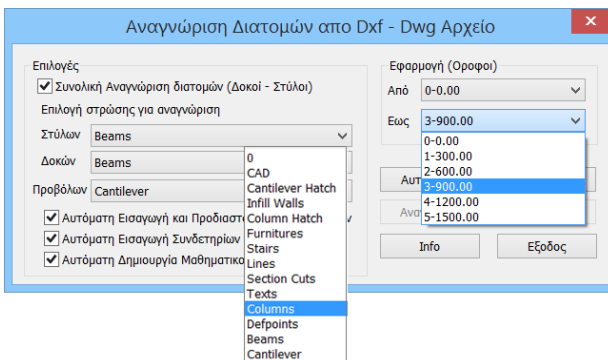 Αναγνώριση Διατομών απο Dxf - Dwg Αρχείο
Επιλογές
Συνολική Αναγνώριση διατομών (Δοκοί - Στύλοι)
Επιλογή στρώσης για αναγνώριση
Στύλων Beams
Δοκών Beams
Προβόλων Cantilever
Αυτόματη Εισαγωγή και
Αυτόματη Εισαγωγή Συνδετηρίων
Αυτόματη Δημιουργία
0
CAD
Cantilever Hatch
Infill Walls
Column Hatch
Furnitures
Stairs
Lines
Section Cuts
Texts
Columns
Defpoints
Beams
Cantilever
Εφαρμογή (Οροφοι)
Από 0-0.00
Εως 3-900.00
0-0.00
1-300.00
2-600.00
3-900.00
4-1200.00
5-1500.00
Info
Εξοδος